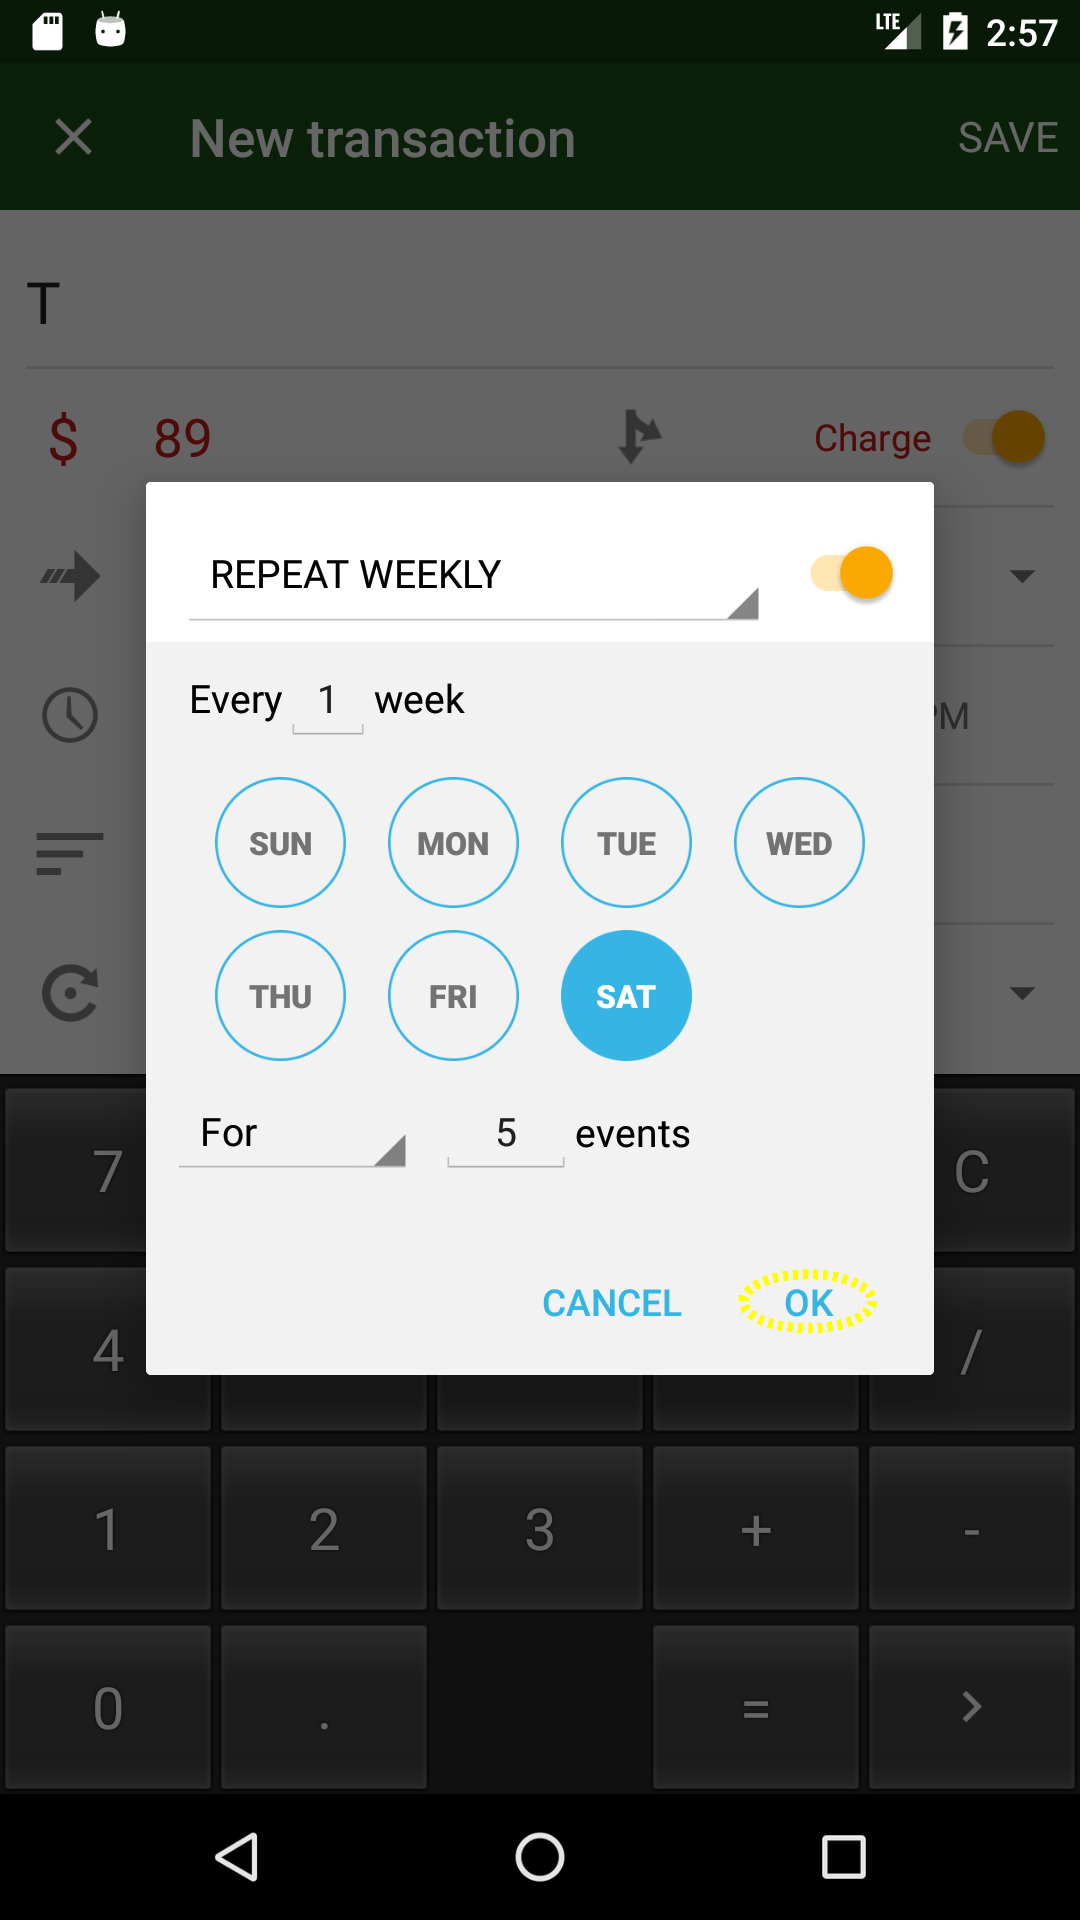 LTE 2:57
New transaction SAVE
T
$ 89 Charge
REPEAT WEEKLY
Every 1 week
PM
SUN MON TUE WED
THU FRI SAT
For 5 events
7 C
CANCEL OK
4 /
1 2 3 + -
0 . = >